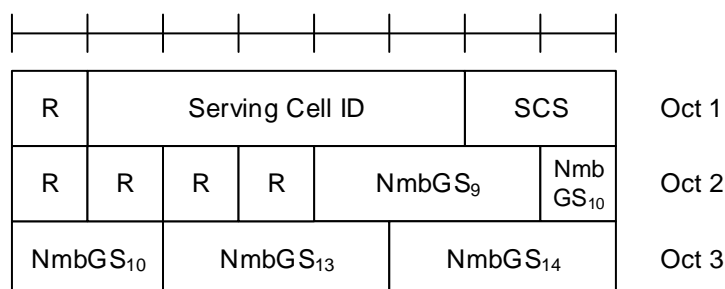 R Serving Cell ID SCS Oct 1
R R R R NmbGS₉ Nmb GS₁₀ Oct 2
NmbGS₁₀ NmbGS₁₃ NmbGS₁₄ Oct 3